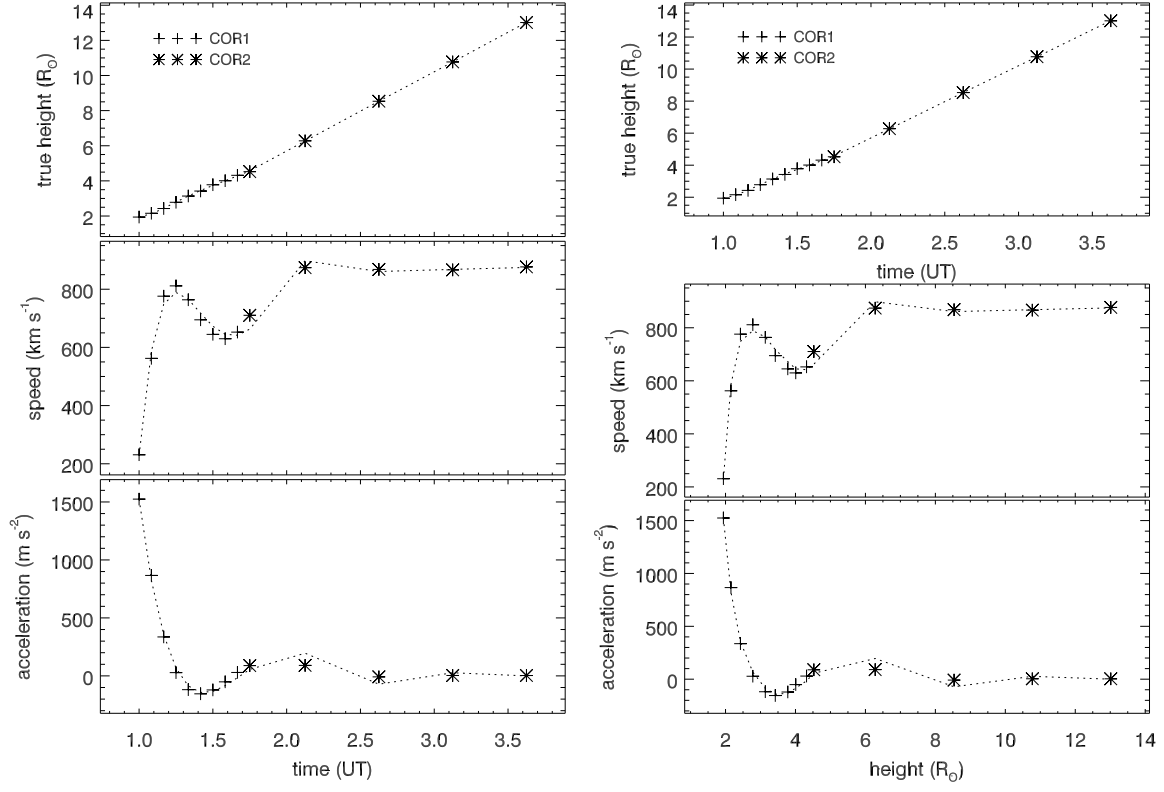 14
12
10
8
6
4
2
true height (R⊙)
COR1
COR2
800
600
400
200
speed (km s⁻¹)
1500
1000
500
0
acceleration (m s⁻²)
1.0 1.5 2.0 2.5 3.0 3.5
time (UT)
14
12
10
8
6
4
2
true height (R⊙)
COR1
COR2
1.0 1.5 2.0 2.5 3.0 3.5
time (UT)
800
600
400
200
speed (km s⁻¹)
1500
1000
500
0
acceleration (m s⁻²)
2 4 6 8 10 12 14
height (R⊙)